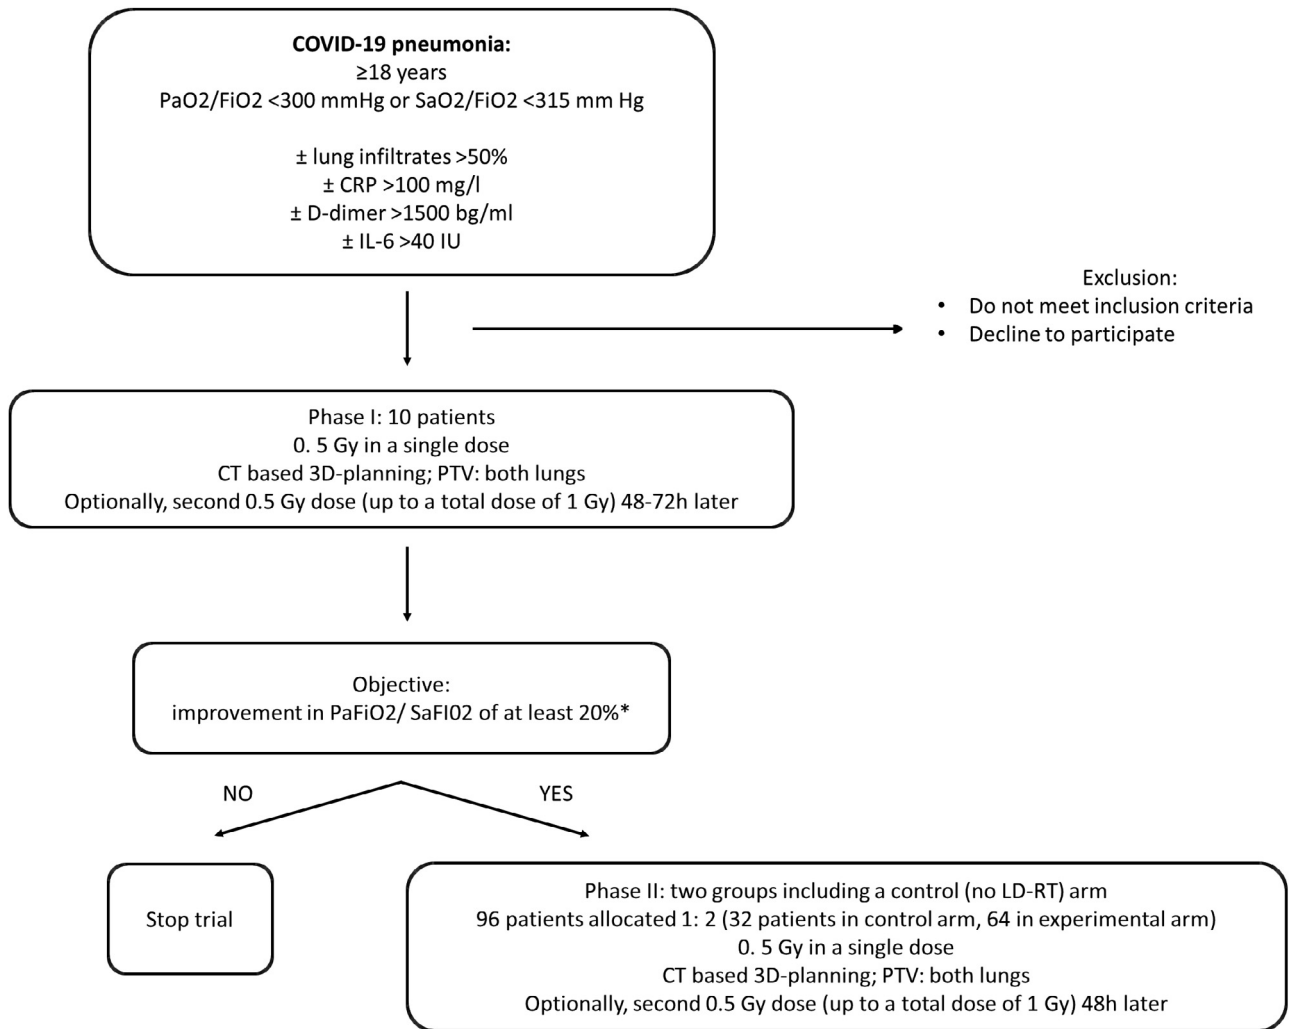 COVID-19 pneumonia:
≥18 years
PaO2/FiO2 <300 mmHg or SaO2/FiO2 <315 mm Hg
± lung infiltrates >50%
± CRP >100 mg/l
± D-dimer >1500 bg/ml
± IL-6 >40 IU
Exclusion:
• Do not meet inclusion criteria
• Decline to participate
Phase I: 10 patients
0. 5 Gy in a single dose
CT based 3D-planning; PTV: both lungs
Optionally, second 0.5 Gy dose (up to a total dose of 1 Gy) 48-72h later
Objective:
improvement in PaFiO2/ SaFI02 of at least 20%*
NO
YES
Stop trial
Phase II: two groups including a control (no LD-RT) arm
96 patients allocated 1: 2 (32 patients in control arm, 64 in experimental arm)
0. 5 Gy in a single dose
CT based 3D-planning; PTV: both lungs
Optionally, second 0.5 Gy dose (up to a total dose of 1 Gy) 48h later